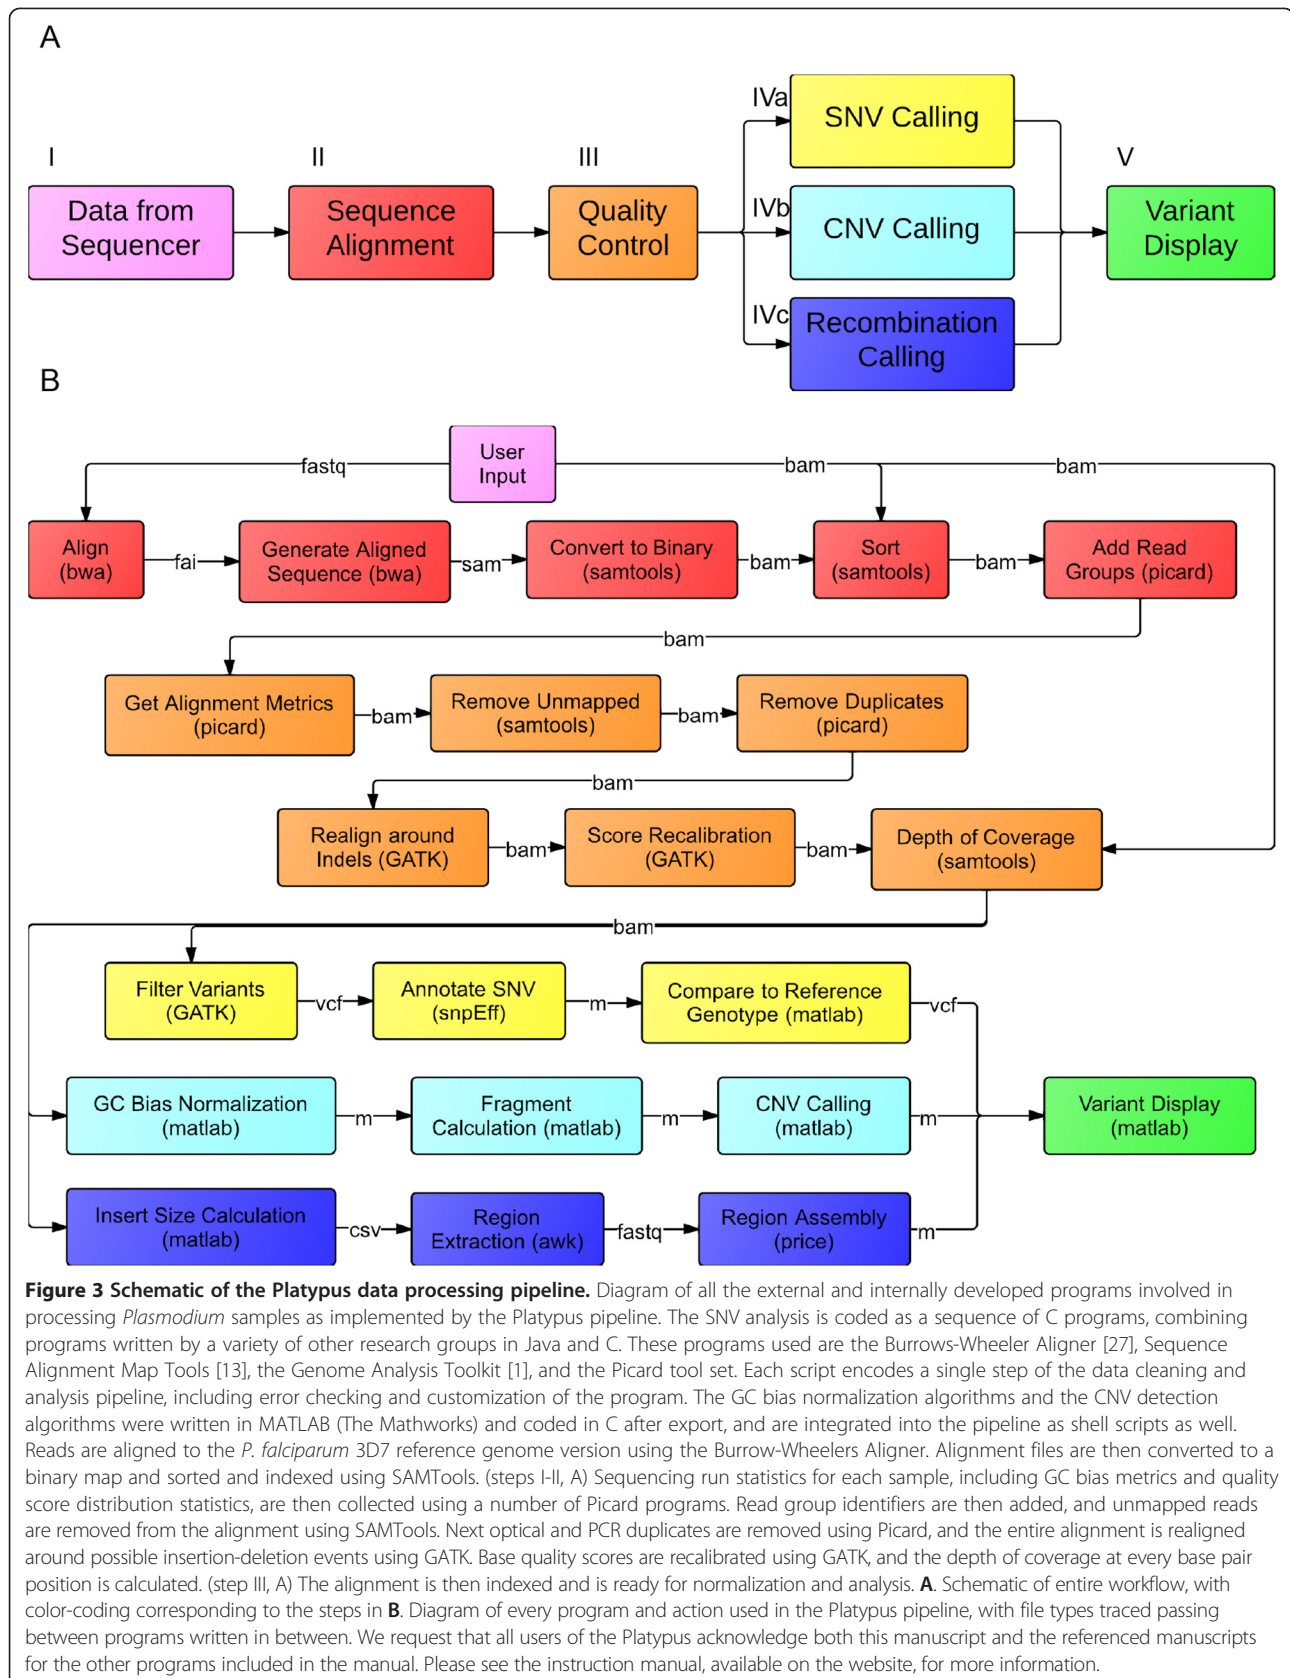 A
I
Data from
Sequencer
II
Sequence
Alignment
III
Quality
Control
IVa
SNV Calling
IVb
CNV Calling
IVc
Recombination
Calling
V
Variant
Display
B
User
Input
fastq
bam
bam
Align
(bwa)
fai
Generate Aligned
Sequence (bwa)
sam
Convert to Binary
(samtools)
bam
Sort
(samtools)
bam
Add Read
Groups (picard)
bam
Get Alignment Metrics
(picard)
bam
Remove Unmapped
(samtools)
bam
Remove Duplicates
(picard)
bam
Realign around
Indels (GATK)
bam
Score Recalibration
(GATK)
bam
Depth of Coverage
(samtools)
bam
Filter Variants
(GATK)
vcf
Annotate SNV
(snpEff)
m
Compare to Reference
Genotype (matlab)
vcf
GC Bias Normalization
(matlab)
m
Fragment
Calculation (matlab)
m
CNV Calling
(matlab)
m
Variant Display
(matlab)
Insert Size Calculation
(matlab)
csv
Region
Extraction (awk)
fastq
Region Assembly
(price)
m
Figure 3 Schematic of the Platypus data processing pipeline. Diagram of all the external and internally developed programs involved in
processing Plasmodium samples as implemented by the Platypus pipeline. The SNV analysis is coded as a sequence of C programs, combining
programs written by a variety of other research groups in Java and C. These programs used are the Burrows-Wheeler Aligner [27], Sequence
Alignment Map Tools [13], the Genome Analysis Toolkit [1], and the Picard tool set. Each script encodes a single step of the data cleaning and
analysis pipeline, including error checking and customization of the program. The GC bias normalization algorithms and the CNV detection
algorithms were written in MATLAB (The Mathworks) and coded in C after export, and are integrated into the pipeline as shell scripts as well.
Reads are aligned to the P. falciparum 3D7 reference genome version using the Burrow-Wheelers Aligner. Alignment files are then converted to a
binary map and sorted and indexed using SAMTools. (steps I-II, A) Sequencing run statistics for each sample, including GC bias metrics and quality
score distribution statistics, are then collected using a number of Picard programs. Read group identifiers are then added, and unmapped reads
are removed from the alignment using SAMTools. Next optical and PCR duplicates are removed using Picard, and the entire alignment is realigned
around possible insertion-deletion events using GATK. Base quality scores are recalibrated using GATK, and the depth of coverage at every base pair
position is calculated. (step III, A) The alignment is then indexed and is ready for normalization and analysis. A. Schematic of entire workflow, with
color-coding corresponding to the steps in B. Diagram of every program and action used in the Platypus pipeline, with file types traced passing
between programs written in between. We request that all users of the Platypus acknowledge both this manuscript and the referenced manuscripts
for the other programs included in the manual. Please see the instruction manual, available on the website, for more information.